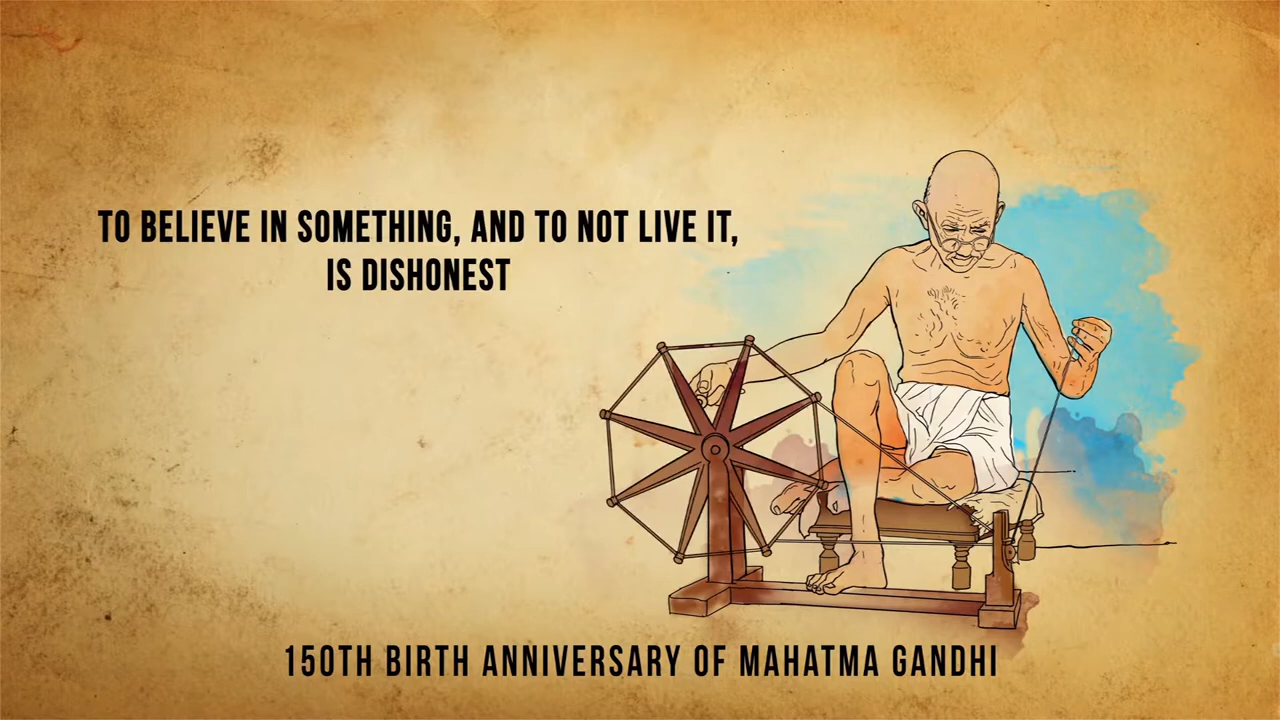 TO BELIEVE IN SOMETHING, AND TO NOT LIVE IT,
IS DISHONEST
150TH BIRTH ANNIVERSARY OF MAHATMA GANDHI